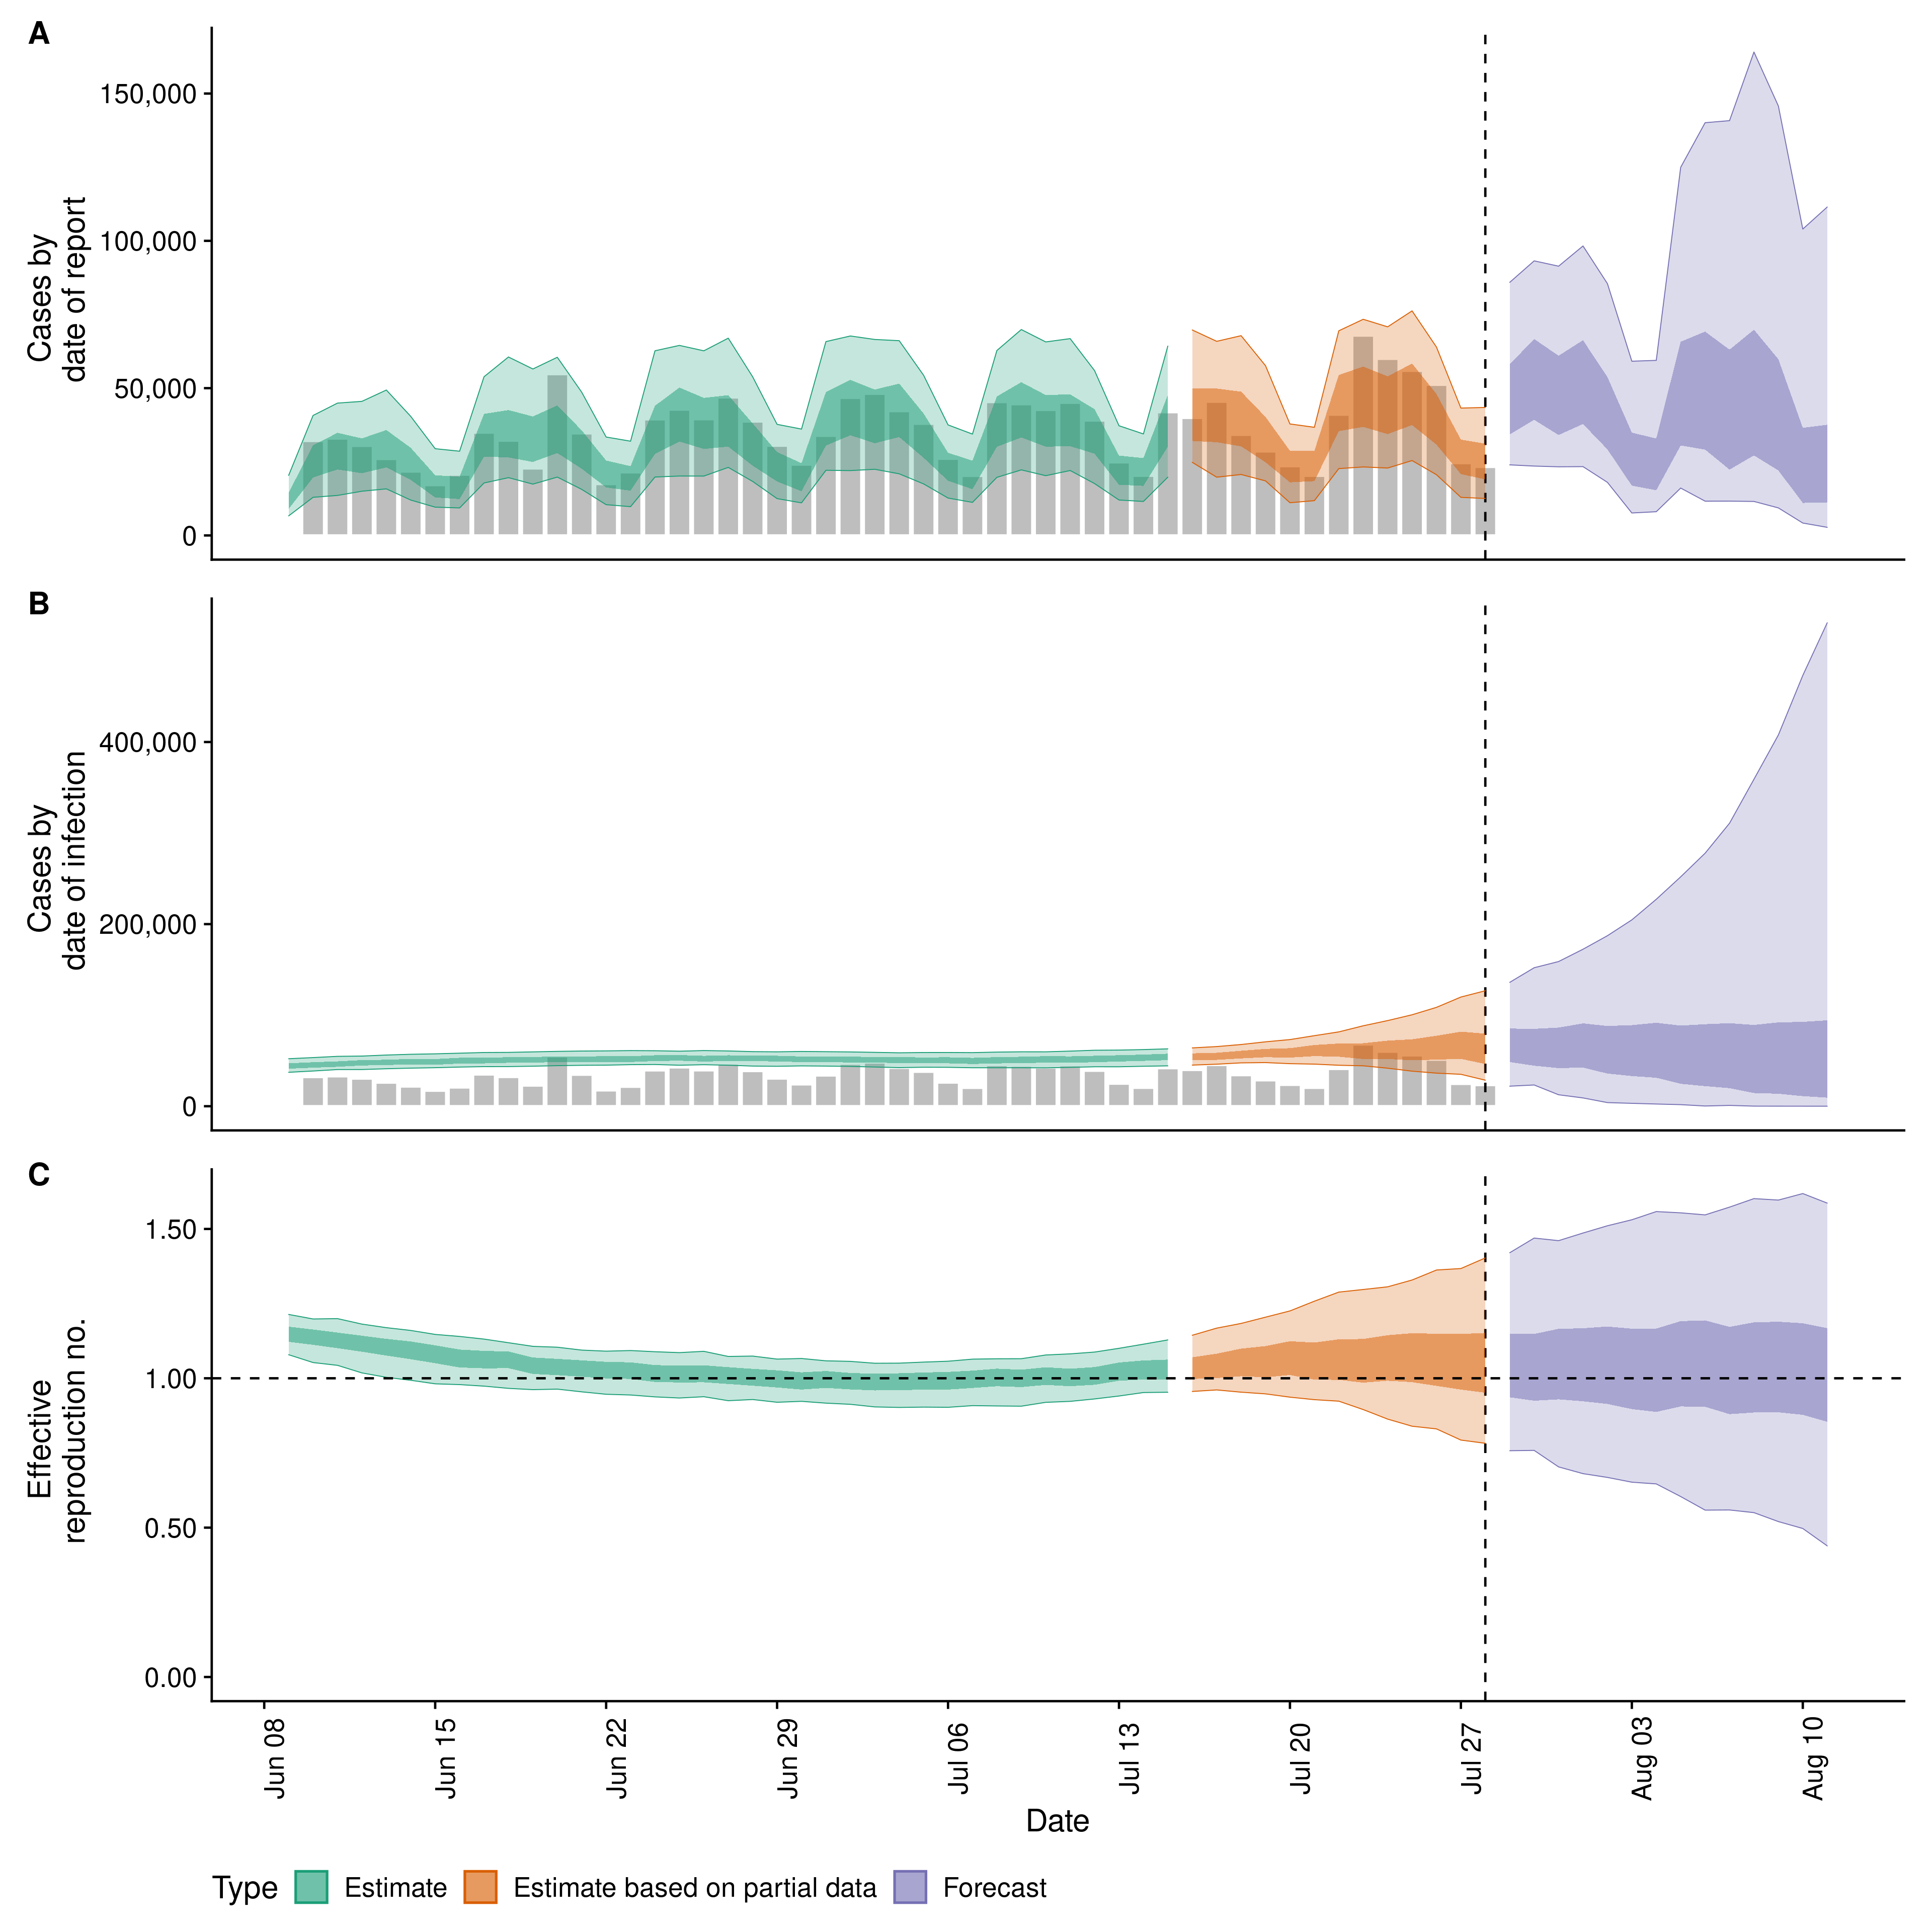 A
150,000
100,000
50,000
0
Cases by
date of report
B
400,000
200,000
0
Cases by
date of infection
C
1.50
1.00
0.50
0.00
Effective
reproduction no.
Jun 08
Jun 15
Jun 22
Jun 29
Jul 06
Jul 13
Jul 20
Jul 27
Aug 03
Aug 10
Date
Type Estimate Estimate based on partial data Forecast